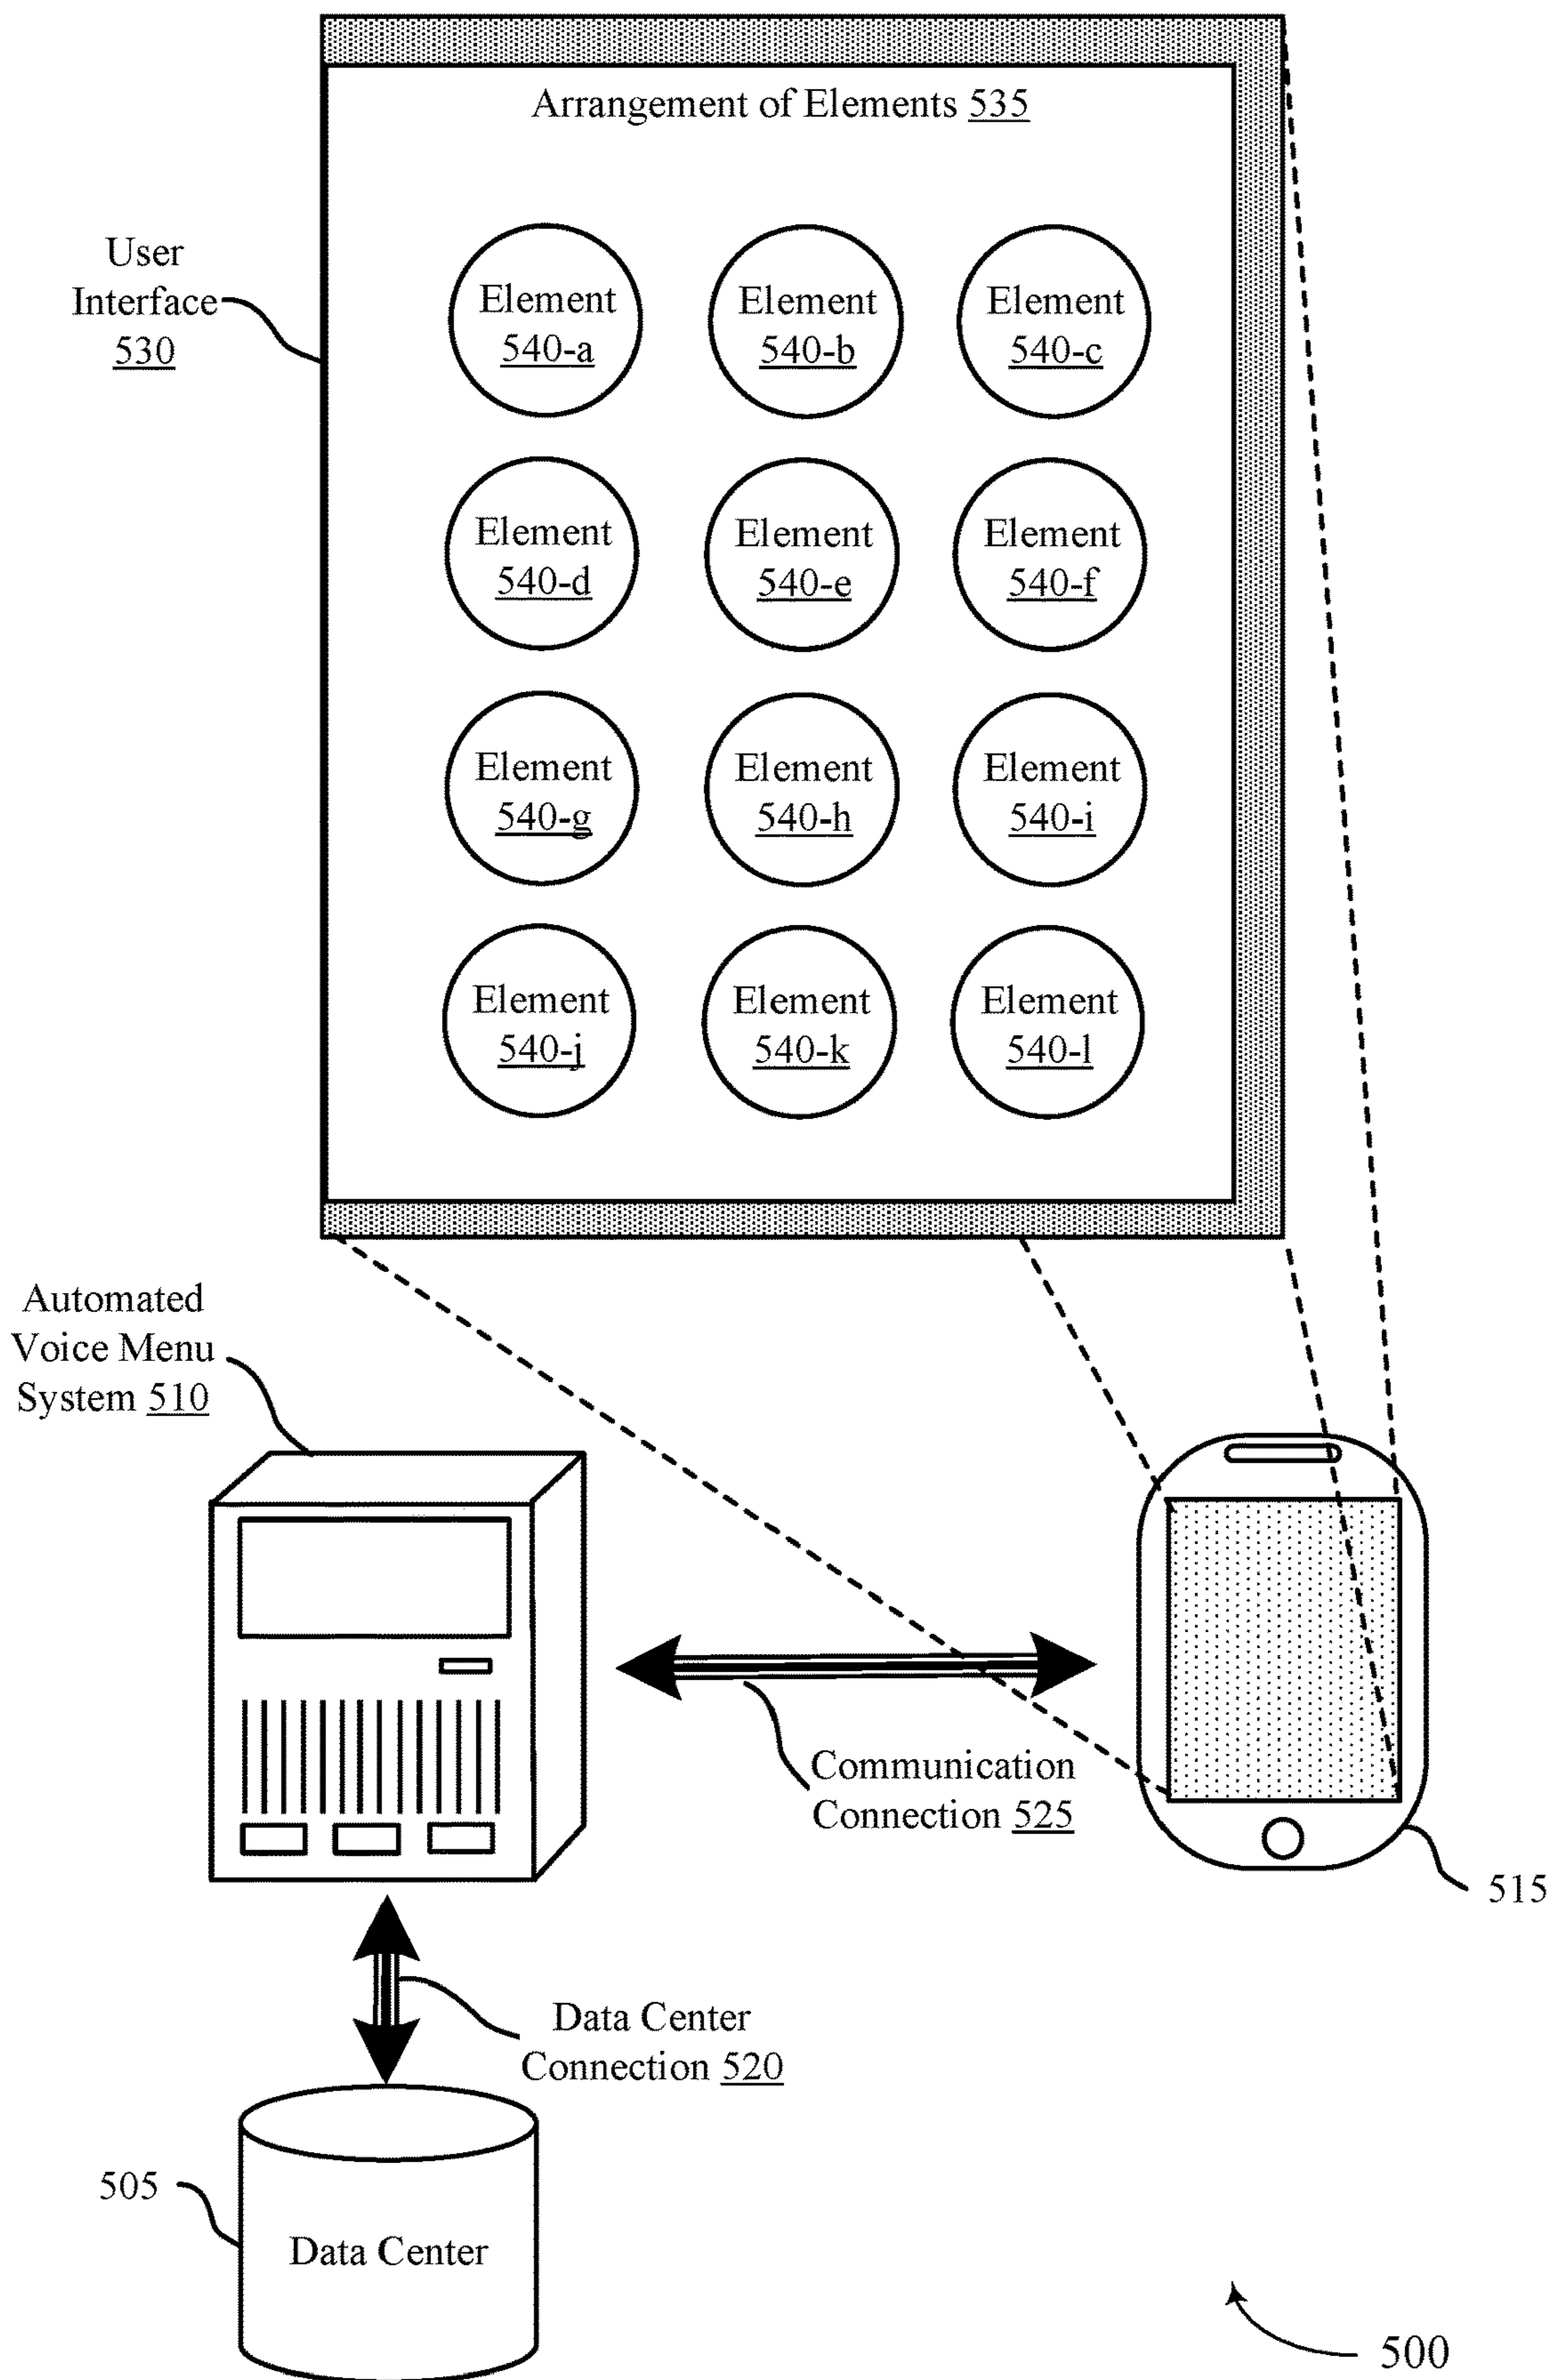 Arrangement of Elements 535
User
Interface
530
Element
540-a
Element
540-b
Element
540-c
Element
540-d
Element
540-e
Element
540-f
Element
540-g
Element
540-h
Element
540-i
Element
540-j
Element
540-k
Element
540-l
Automated
Voice Menu
System 510
Communication
Connection 525
515
Data Center
Connection 520
505
Data Center
500